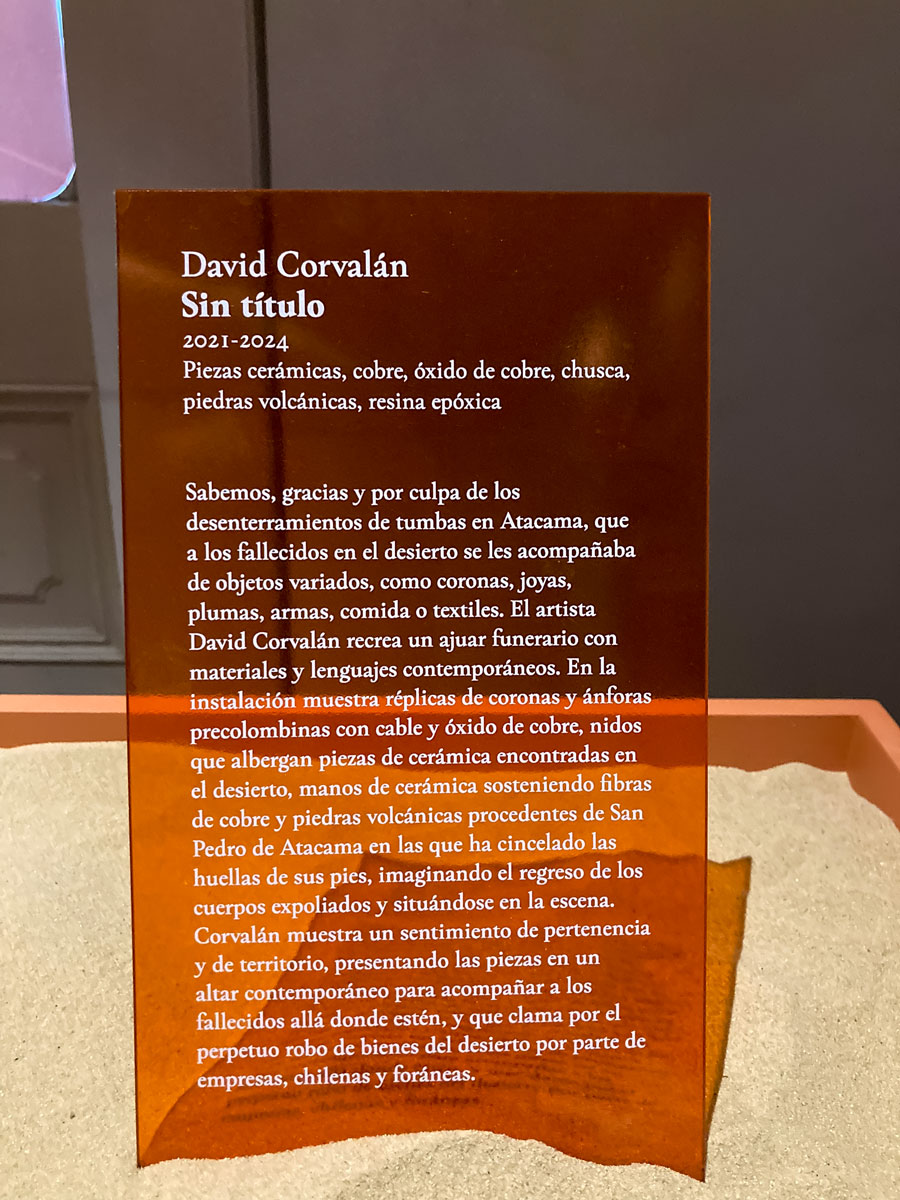 David Corvalán
Sin título
2021-2024
Piezas cerámicas, cobre, óxido de cobre, chusca,
piedras volcánicas, resina epóxica
Sabemos, gracias y por culpa de los
desenterramientos de tumbas en Atacama, que
a los fallecidos en el desierto se les acompañaba
de objetos variados, como coronas, joyas,
plumas, armas, comida o textiles. El artista
David Corvalán recrea un ajuar funerario con
materiales y lenguajes contemporáneos. En la
instalación muestra réplicas de coronas y ánforas
precolombinas con cable y óxido de cobre, nidos
que albergan piezas de cerámica encontradas en
el desierto, manos de cerámica sosteniendo fibras
de cobre y piedras volcánicas procedentes de San
Pedro de Atacama en las que ha cincelado las
huellas de sus pies, imaginando el regreso de los
cuerpos expoliados y situándose en la escena.
Corvalán muestra un sentimiento de pertenencia
y de territorio, presentando las piezas en un
altar contemporáneo para acompañar a los
fallecidos allá donde estén, y que clama por el
perpetuo robo de bienes del desierto por parte de
empresas, chilenas y foráneas.